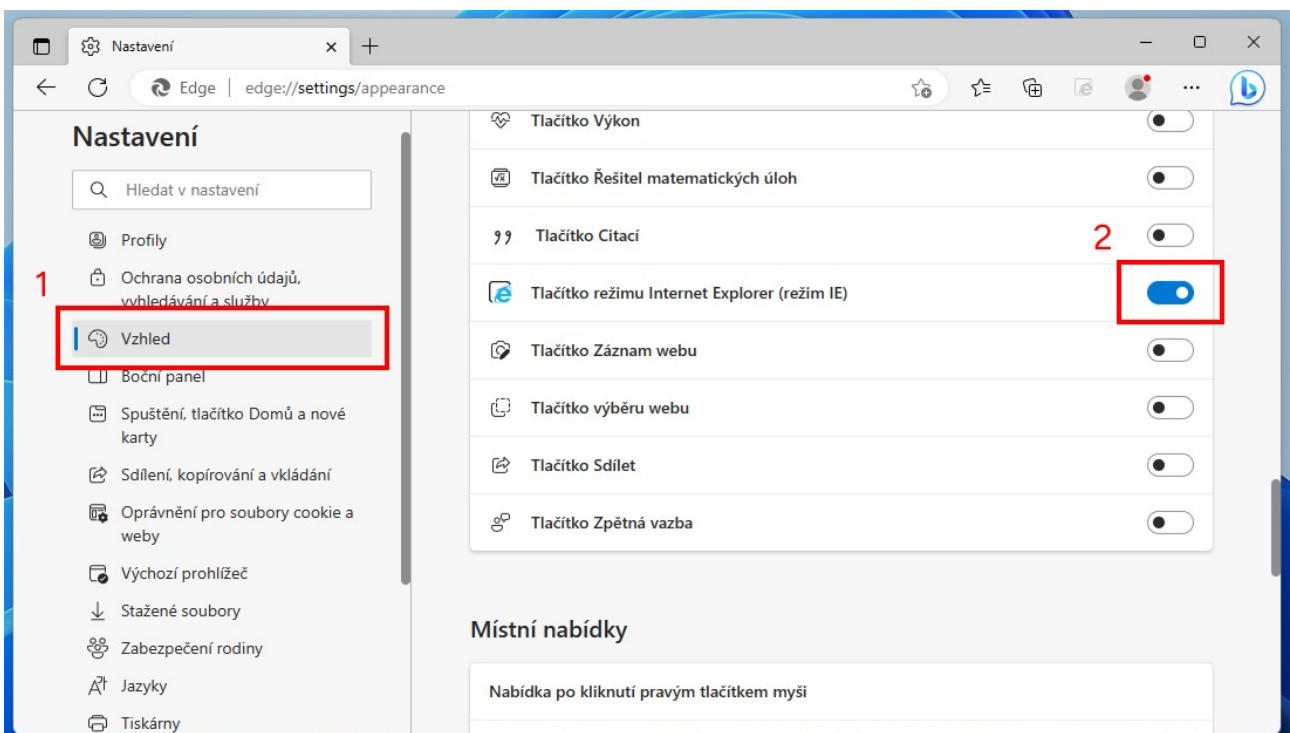 Nastavení
Edge | edge://settings/appearance
Nastavení
Hledat v nastavení
Profily
1
Ochrana osobních údajů,
vyhledávání a služby
Vzhled
Boční panel
Spuštění, tlačítko Domů a nové
karty
Sdílení, kopírování a vkládání
Oprávnění pro soubory cookie a
weby
Výchozí prohlížeč
Stažené soubory
Zabezpečení rodiny
Jazyky
Tiskárny
Tlačítko Výkon
Tlačítko Řešitel matematických úloh
Tlačítko Citací
2
Tlačítko režimu Internet Explorer (režim IE)
Tlačítko Záznam webu
Tlačítko výběru webu
Tlačítko Sdílet
Tlačítko Zpětná vazba
Místní nabídky
Nabídka po kliknutí pravým tlačítkem myši